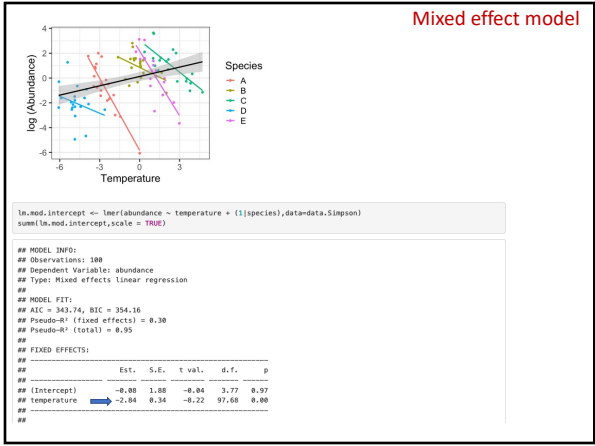 Mixed effect model
4
2
0
-2
-4
-6
log (Abundance)
-6 -3 0 3
Temperature
Species
A
B
C
D
E
lm.mod.intercept <- lmer(abundance ~ temperature + (1|species),data=data.Simpson)
summ(lm.mod.intercept,scale = TRUE)
## MODEL INFO:
## Observations: 100
## Dependent Variable: abundance
## Type: Mixed effects linear regression
##
## MODEL FIT:
## AIC = 343.74, BIC = 354.16
## Pseudo-R² (fixed effects) = 0.30
## Pseudo-R² (total) = 0.95
##
## FIXED EFFECTS:
## ----------------------------------------------------------
## Est. S.E. t val. d.f. p
## ----------------- ------- ------ -------- ------- ------
## (Intercept) -0.08 1.88 -0.04 3.77 0.97
## temperature -2.84 0.34 -8.22 97.68 0.00
## ----------------------------------------------------------
##